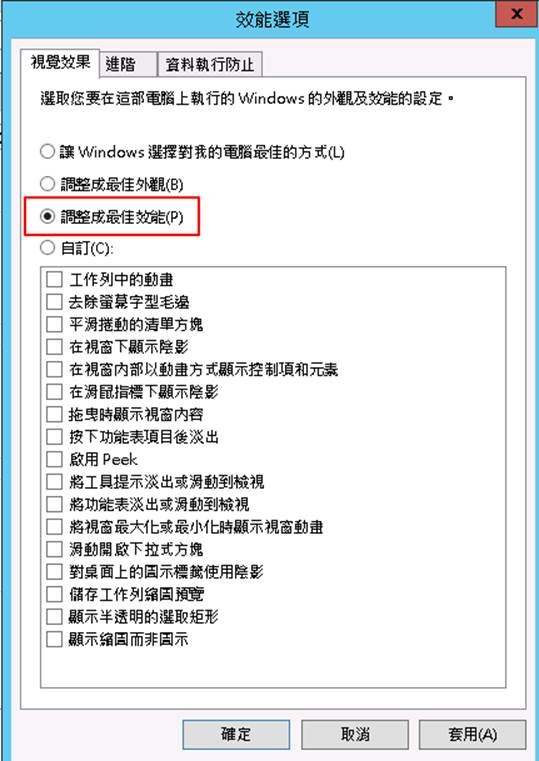 效能選項
x
視覺效果 進階 資料執行防止
選取您要在這部電腦上執行的 Windows 的外觀及效能的設定。
讓 Windows 選擇對我的電腦最佳的方式(L)
調整成最佳外觀(B)
調整成最佳效能(P)
自訂(C):
工作列中的動畫
去除螢幕字型毛邊
平滑捲動的清單方塊
在視窗下顯示陰影
在視窗內部以動畫方式顯示控制項和元素
在滑鼠指標下顯示陰影
拖曳時顯示視窗內容
按下功能表項目後淡出
啟用 Peek
將工具提示淡出或滑動到檢視
將功能表淡出或滑動到檢視
將視窗最大化或最小化時顯示視窗動畫
滑動開啟下拉式方塊
對桌面上的圖示標籤使用陰影
儲存工作列縮圖預覽
顯示半透明的選取矩形
顯示縮圖而非圖示
確定 取消 套用(A)